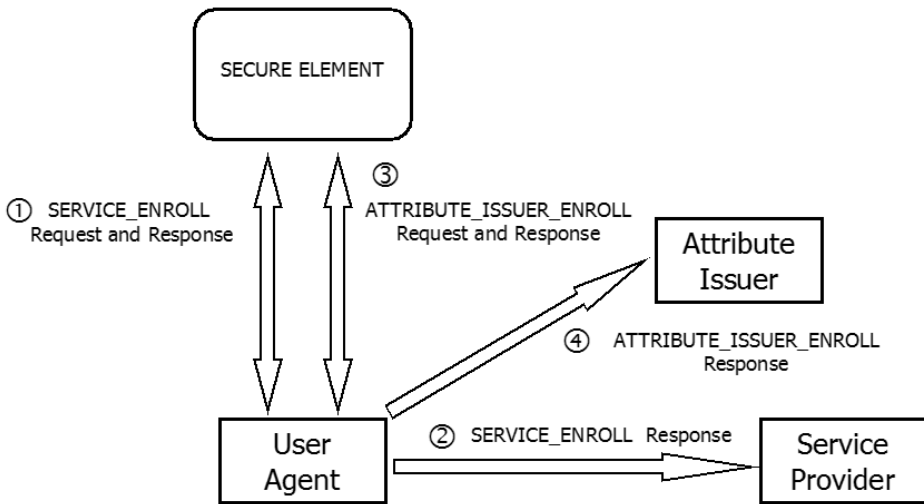 SECURE ELEMENT
① SERVICE_ENROLL
Request and Response
③
ATTRIBUTE_ISSUER_ENROLL
Request and Response
Attribute
Issuer
④ ATTRIBUTE_ISSUER_ENROLL
Response
User
Agent
② SERVICE_ENROLL Response
Service
Provider